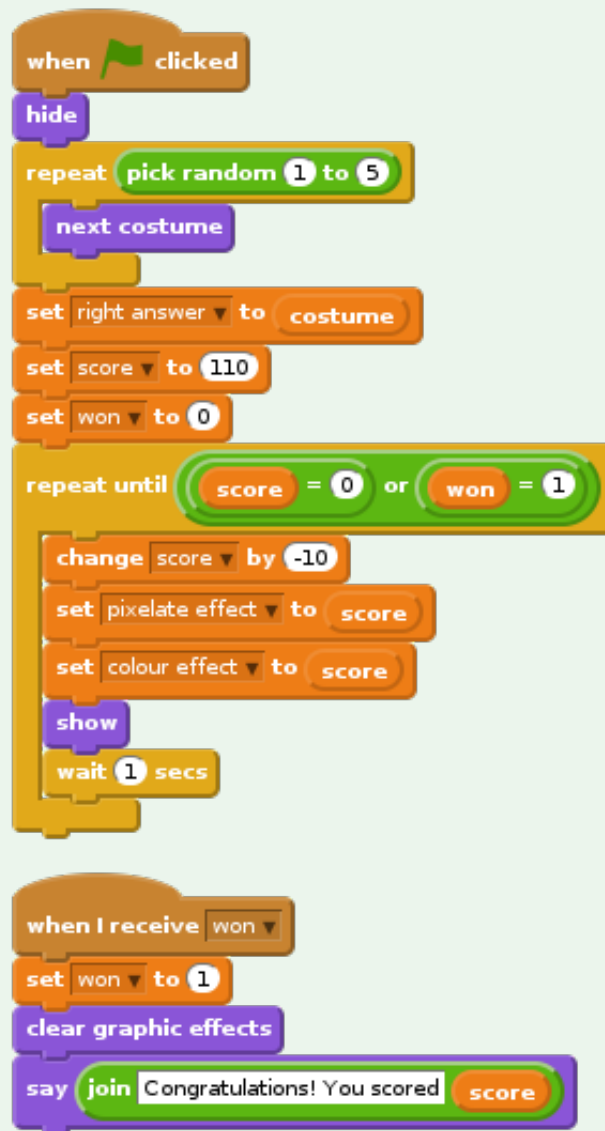 when clicked
hide
repeat pick random 1 to 5
next costume
set right answer to costume
set score to 110
set won to 0
repeat until score = 0 or won = 1
change score by -10
set pixelate effect to score
set colour effect to score
show
wait 1 secs
when I receive won
set won to 1
clear graphic effects
say join Congratulations! You scored score